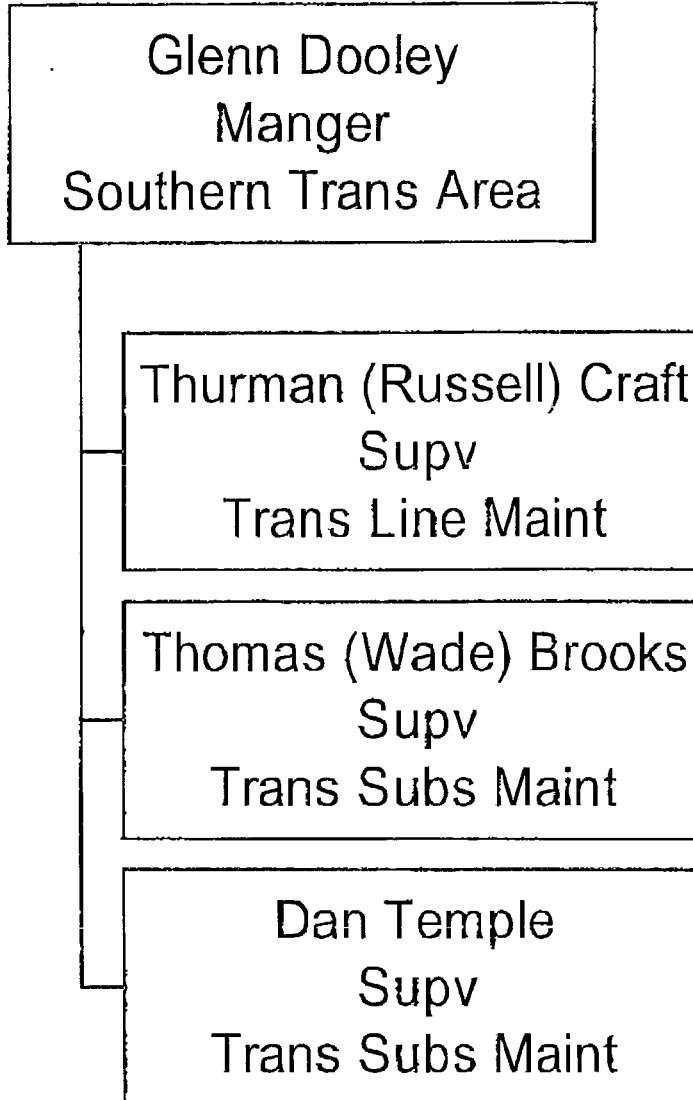 Glenn Dooley
Manger
Southern Trans Area
Thurman (Russell) Craft
Supv
Trans Line Maint
Thomas (Wade) Brooks
Supv
Trans Subs Maint
Dan Temple
Supv
Trans Subs Maint